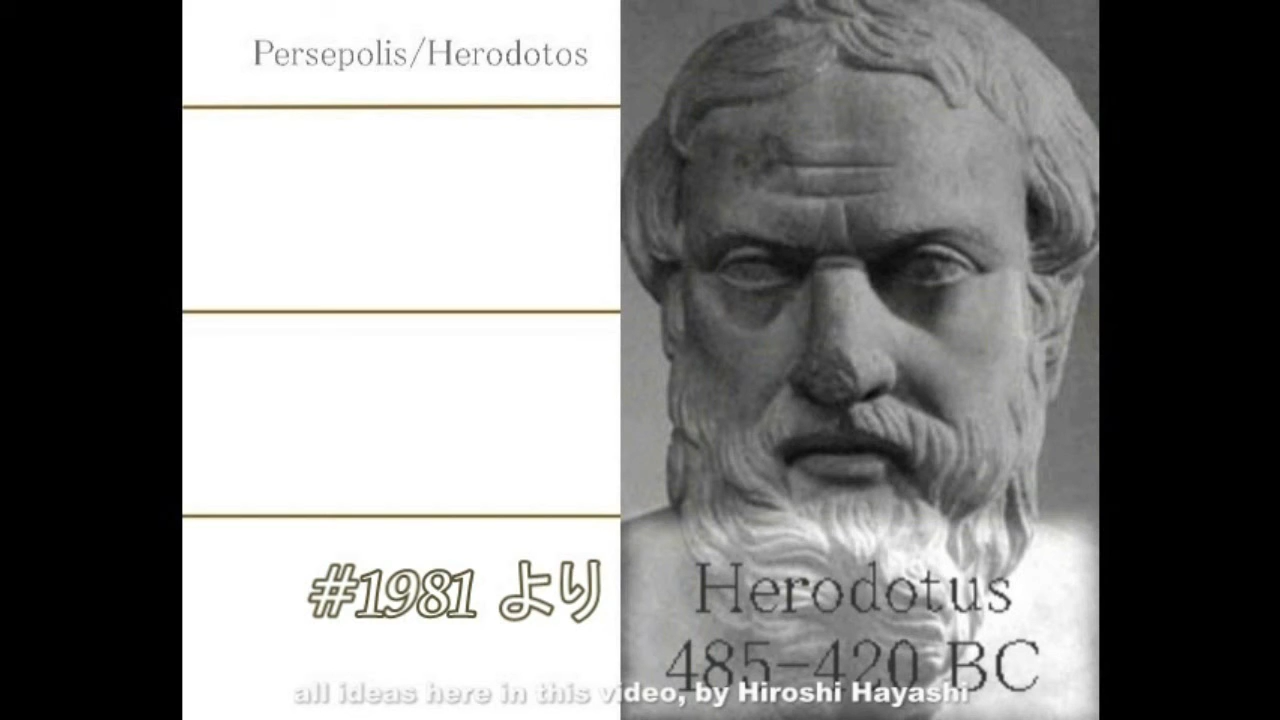 Persepolis/Herodotos
#1981 より
Herodotus
485-420 BC
all ideas here in this video, by Hiroshi Hayashi